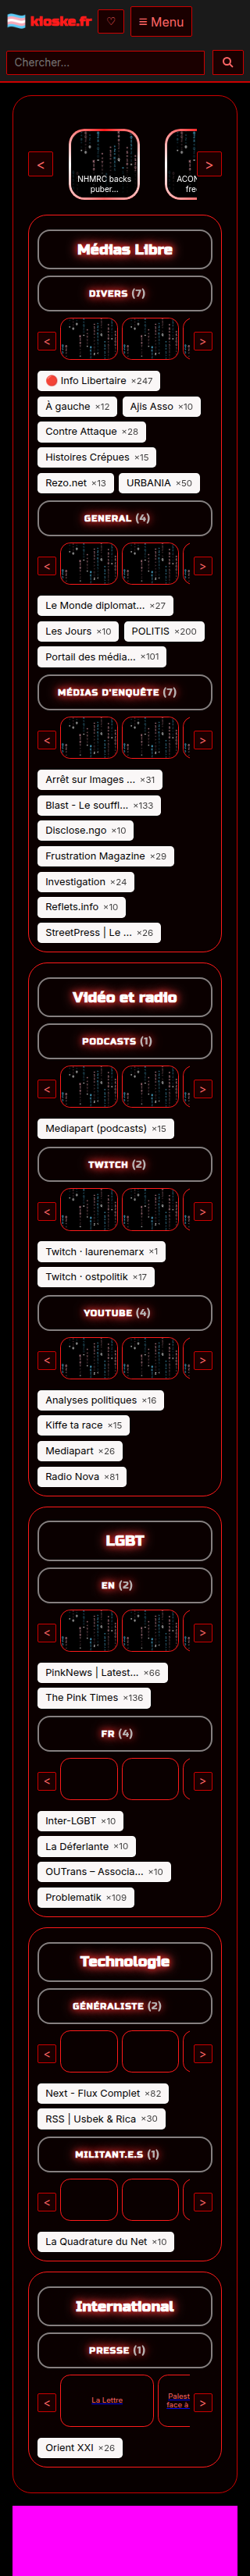 kioske.fr ♡ ≡ Menu
Chercher...
< NHMRC backs puber... ACON fre >
Médias Libre
DIVERS (7)
< >
🔴 Info Libertaire ×247
À gauche ×12 Ajis Asso ×10
Contre Attaque ×28
Histoires Crépues ×15
Rezo.net ×13 URBANIA ×50
GENERAL (4)
< >
Le Monde diplomat... ×27
Les Jours ×10 POLITIS ×200
Portail des média... ×101
MÉDIAS D'ENQUÊTE (7)
< >
Arrêt sur Images ... ×31
Blast - Le souffl... ×133
Disclose.ngo ×10
Frustration Magazine ×29
Investigation ×24
Reflets.info ×10
StreetPress | Le ... ×26
Vidéo et radio
PODCASTS (1)
< >
Mediapart (podcasts) ×15
TWITCH (2)
< >
Twitch · laurenemarx ×1
Twitch · ostpolitik ×17
YOUTUBE (4)
< >
Analyses politiques ×16
Kiffe ta race ×15
Mediapart ×26
Radio Nova ×81
LGBT
EN (2)
< >
PinkNews | Latest... ×66
The Pink Times ×136
FR (4)
< >
Inter-LGBT ×10
La Déferlante ×10
OUTrans – Associa... ×10
Problematik ×109
Technologie
GÉNÉRALISTE (2)
< >
Next - Flux Complet ×82
RSS | Usbek & Rica ×30
MILITANT.E.S (1)
< >
La Quadrature du Net ×10
International
PRESSE (1)
< La Lettre Palest face à >
Orient XXI ×26